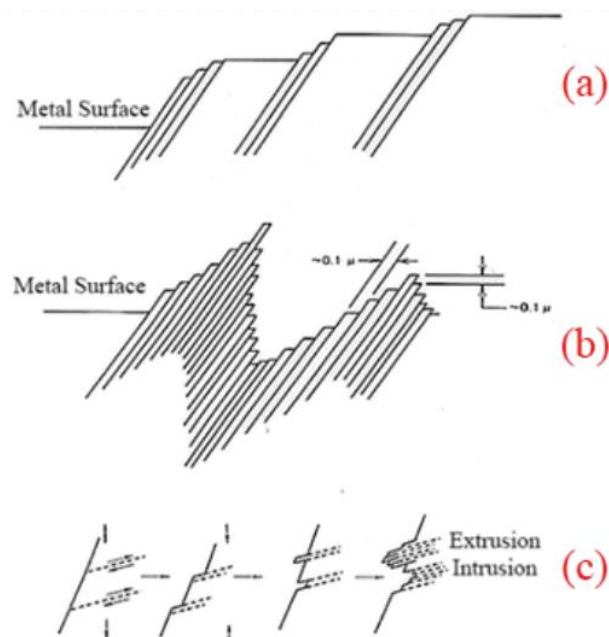 (a)
Metal Surface
~0.1 μ
Metal Surface
~0.1 μ
(b)
Extrusion
Intrusion
(c)